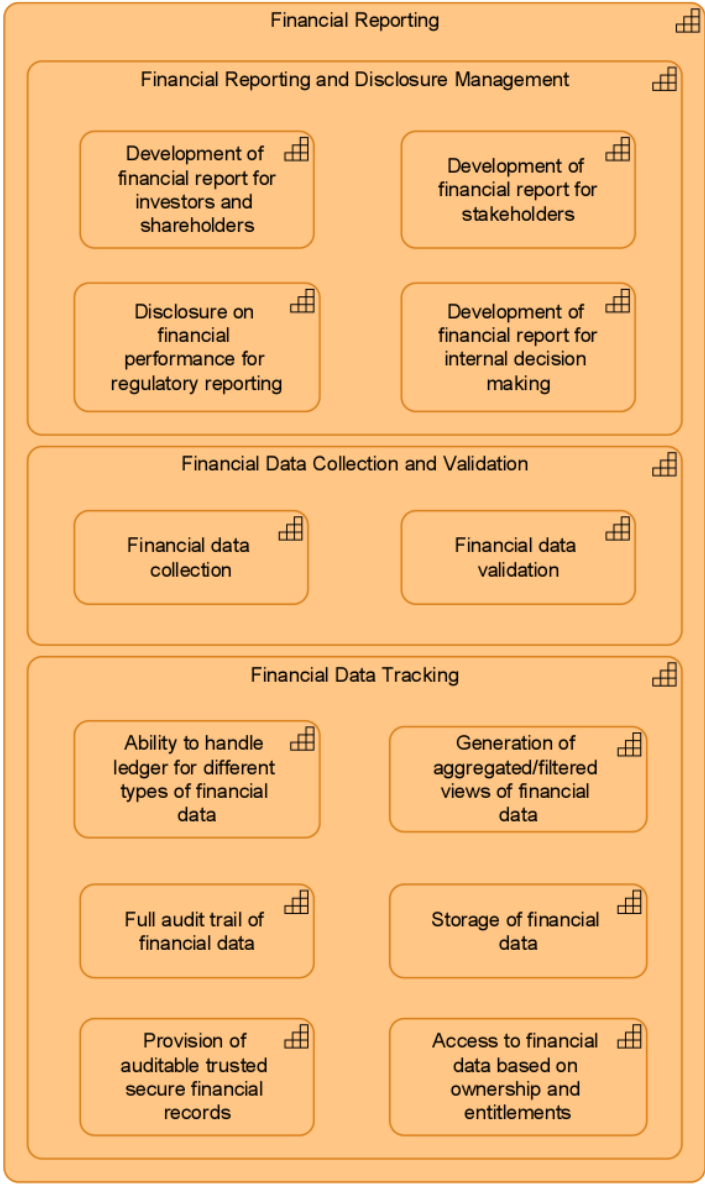 Financial Reporting
Financial Reporting and Disclosure Management
Development of
financial report for
investors and
shareholders
Development of
financial report for
stakeholders
Disclosure on
financial
performance for
regulatory reporting
Development of
financial report for
internal decision
making
Financial Data Collection and Validation
Financial data
collection
Financial data
validation
Financial Data Tracking
Ability to handle
ledger for different
types of financial
data
Generation of
aggregated/filtered
views of financial
data
Full audit trail of
financial data
Storage of financial
data
Provision of
auditable trusted
secure financial
records
Access to financial
data based on
ownership and
entitlements